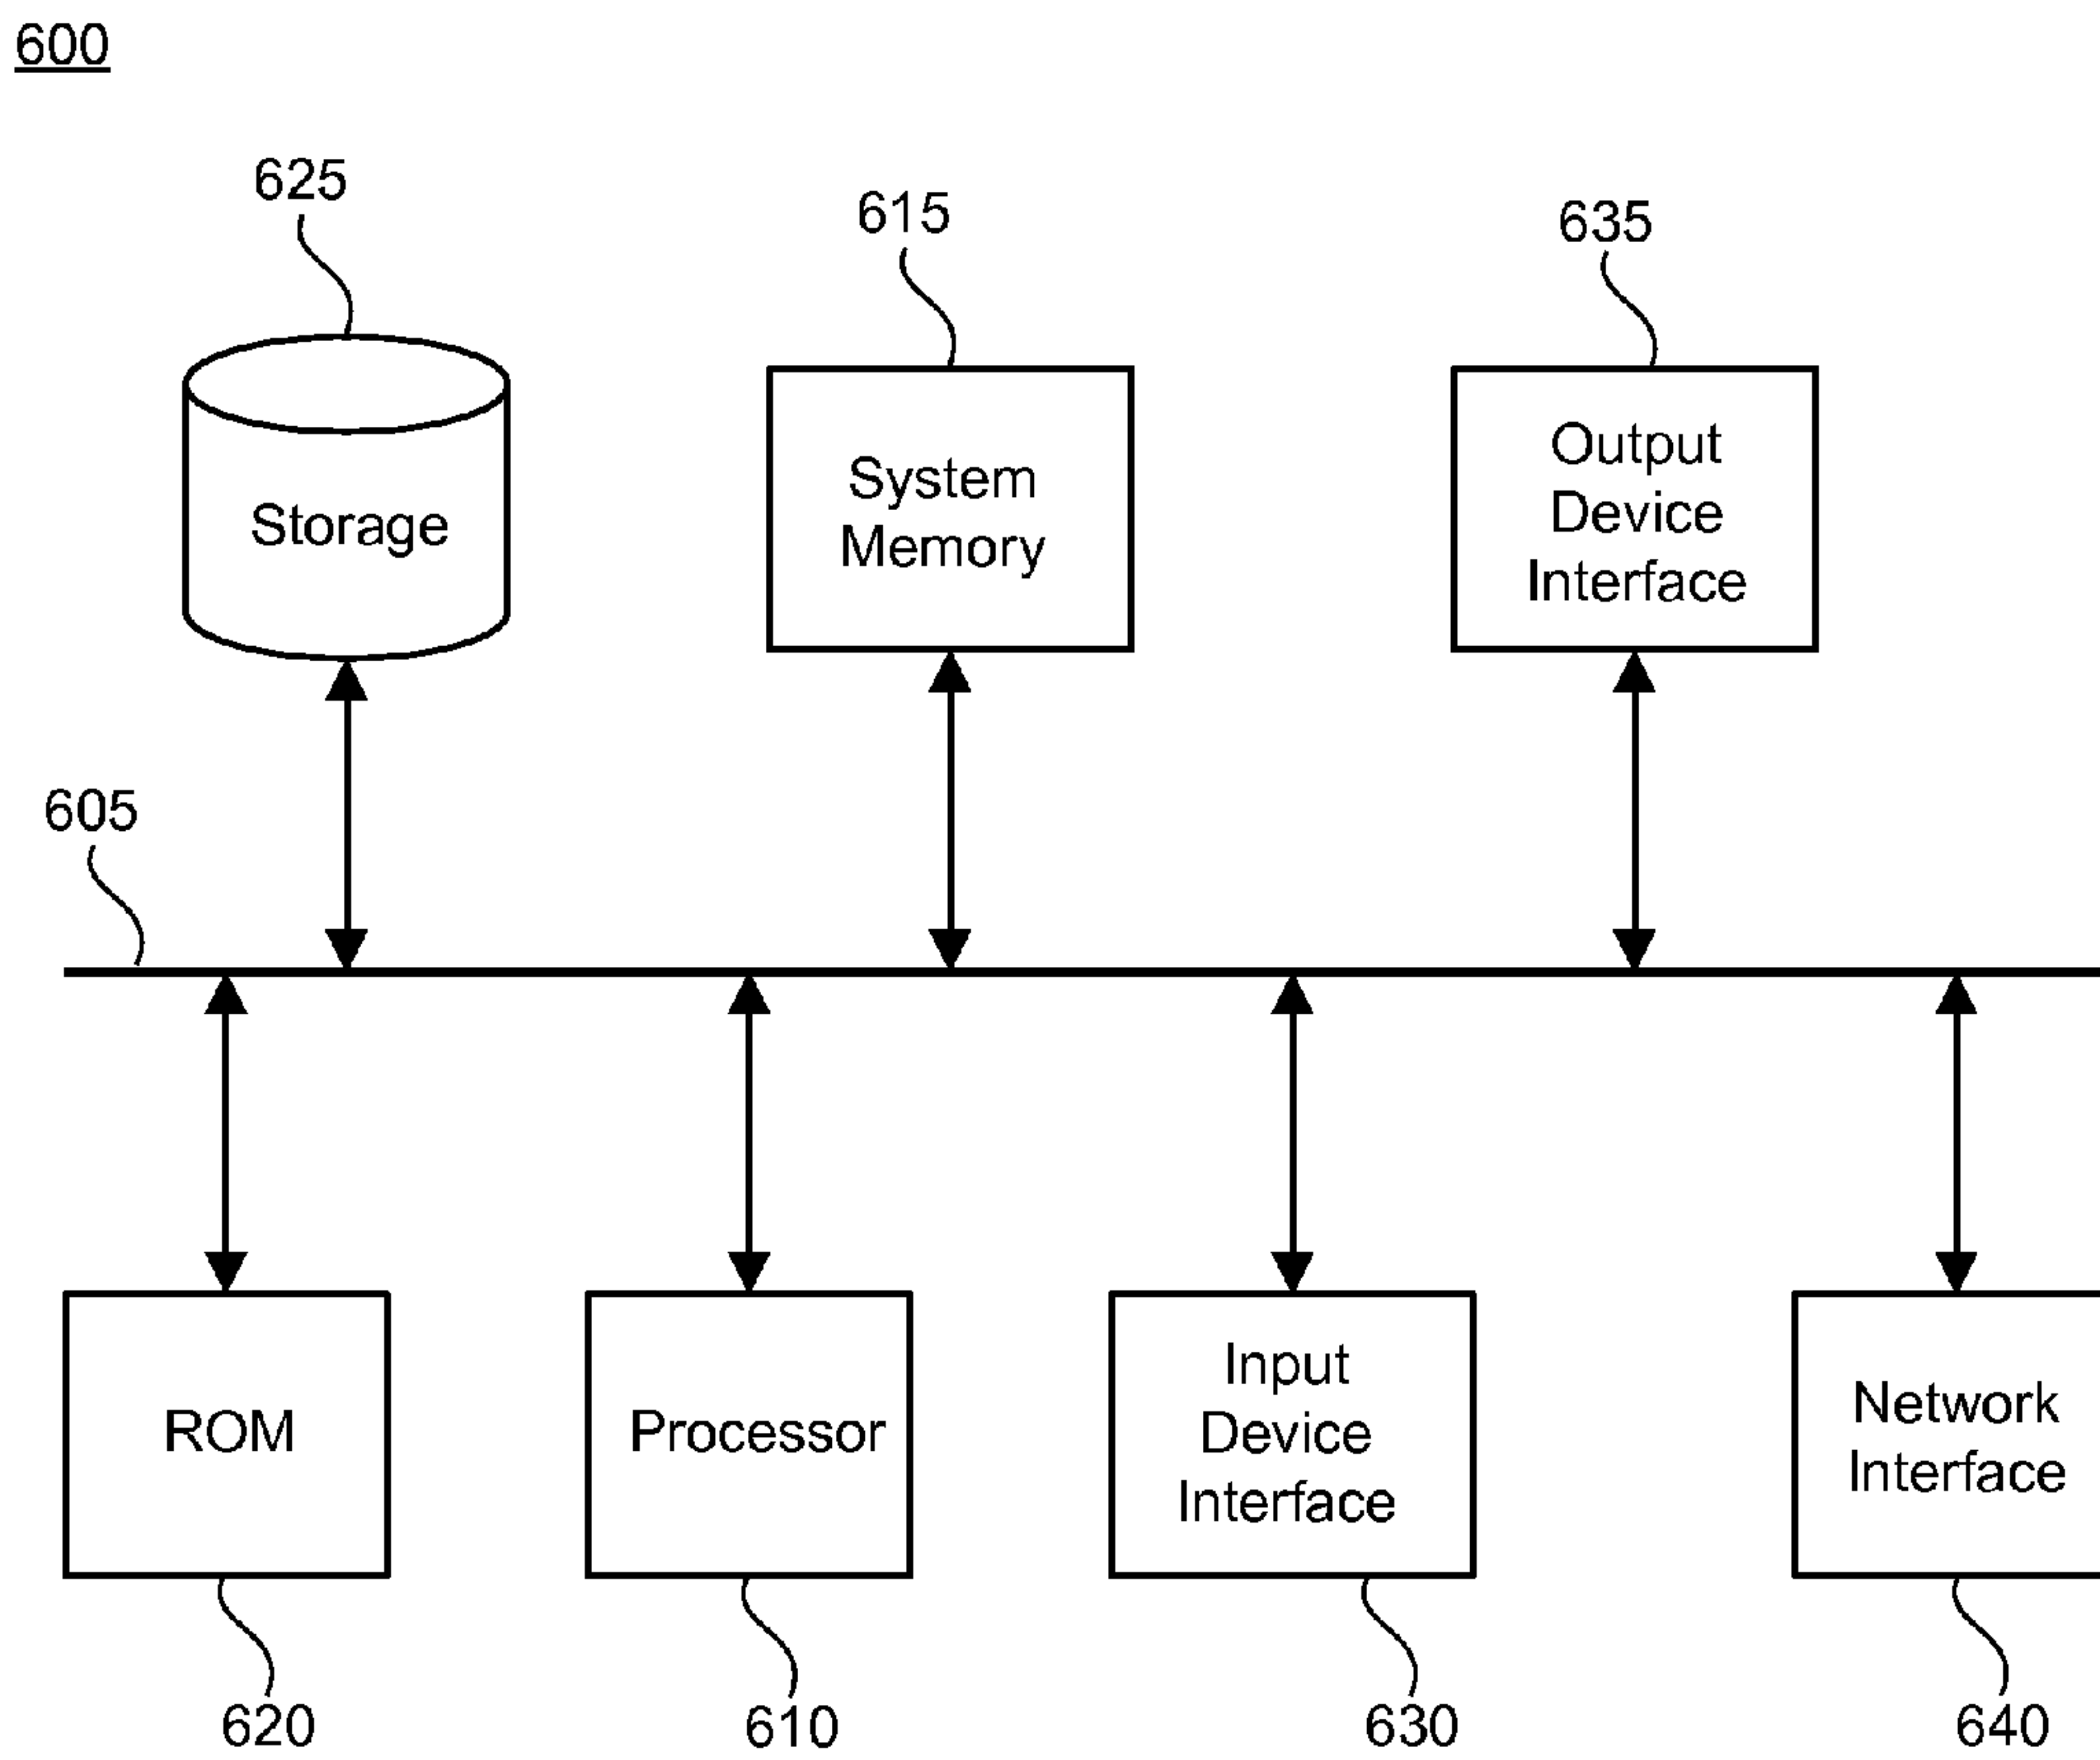 600
625
615
635
Storage
System
Memory
Output
Device
Interface
605
ROM
Processor
Input
Device
Interface
Network
Interface
620
610
630
640